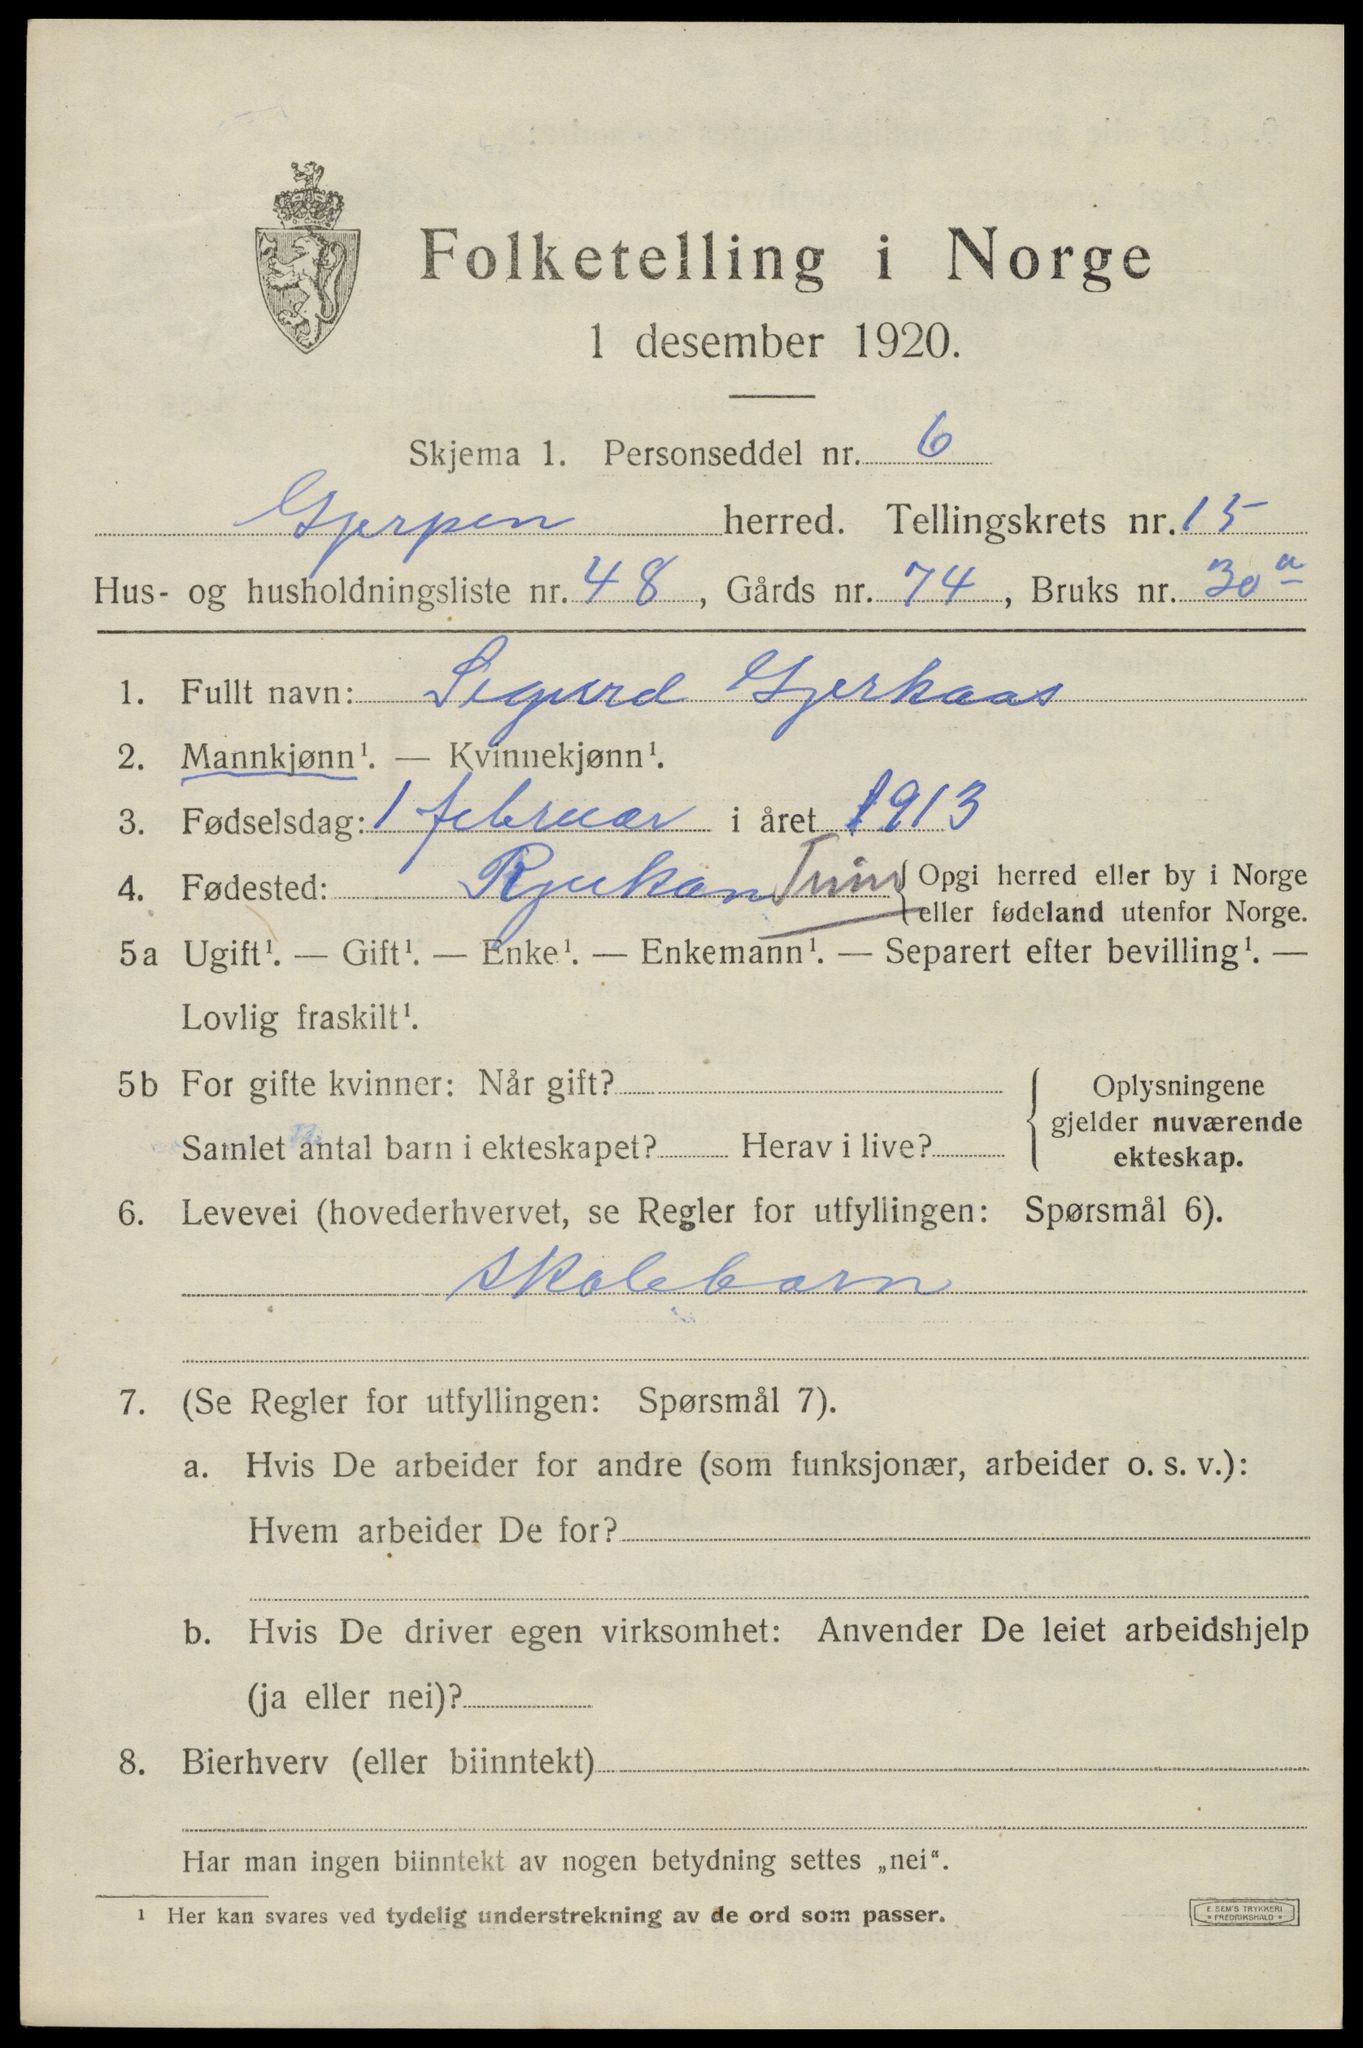 Folketelling i Norge
1 desember 1920.
Skjema 1. Personseddel nr. 6
Gjerpen herred. Tellingskrets nr. 15
Hus- og husholdningsliste nr. 48, Gårds nr. 74, Bruks nr. 30 a
1. Fullt navn: Sigurd Gjerkaas
2. Mannkjønn¹. — Kvinnekjønn¹.
3. Fødselsdag: 1 februar i året 1913
4. Fødested: Rjukan Tinn { Opgi herred eller by i Norge
eller fødeland utenfor Norge.
5a Ugift¹. — Gift¹. — Enke¹. — Enkemann¹. — Separert efter bevilling¹. —
Lovlig fraskilt¹.
5b For gifte kvinner: Når gift?
Samlet antal barn i ekteskapet? Herav i live?
{ Oplysningene
gjelder nuværende
ekteskap.
6. Levevei (hovederhvervet, se Regler for utfyllingen: Spørsmål 6).
skolebarn
7. (Se Regler for utfyllingen: Spørsmål 7).
a. Hvis De arbeider for andre (som funksjonær, arbeider o. s. v.):
Hvem arbeider De for?
b. Hvis De driver egen virksomhet: Anvender De leiet arbeidshjelp
(ja eller nei)?
8. Bierhverv (eller biinntekt)
Har man ingen biinntekt av nogen betydning settes „nei“.
¹ Her kan svares ved tydelig understrekning av de ord som passer.
E. SEM'S TRYKKERI
• FREDRIKSHALD •